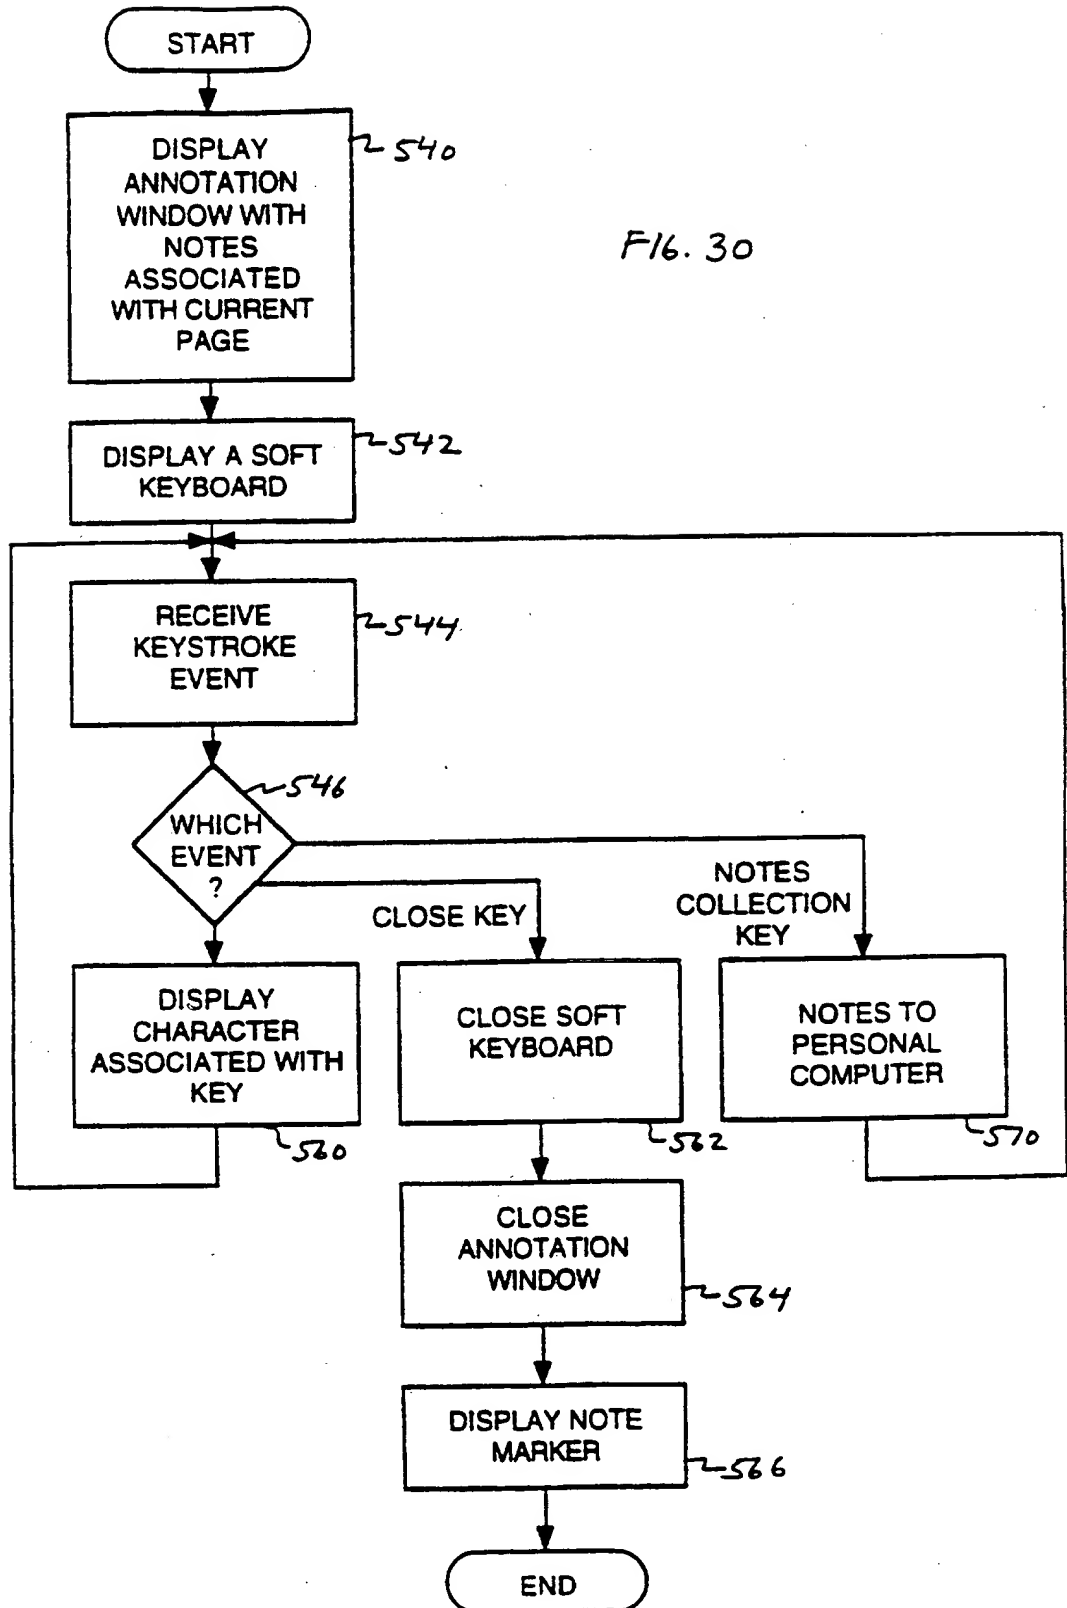 START
DISPLAY
ANNOTATION
WINDOW WITH
NOTES
ASSOCIATED
WITH CURRENT
PAGE
540
FIG. 30
DISPLAY A SOFT
KEYBOARD
542
RECEIVE
KEYSTROKE
EVENT
544
WHICH
EVENT
?
546
CLOSE KEY
NOTES
COLLECTION
KEY
DISPLAY
CHARACTER
ASSOCIATED WITH
KEY
560
CLOSE SOFT
KEYBOARD
562
NOTES TO
PERSONAL
COMPUTER
570
CLOSE
ANNOTATION
WINDOW
564
DISPLAY NOTE
MARKER
566
END